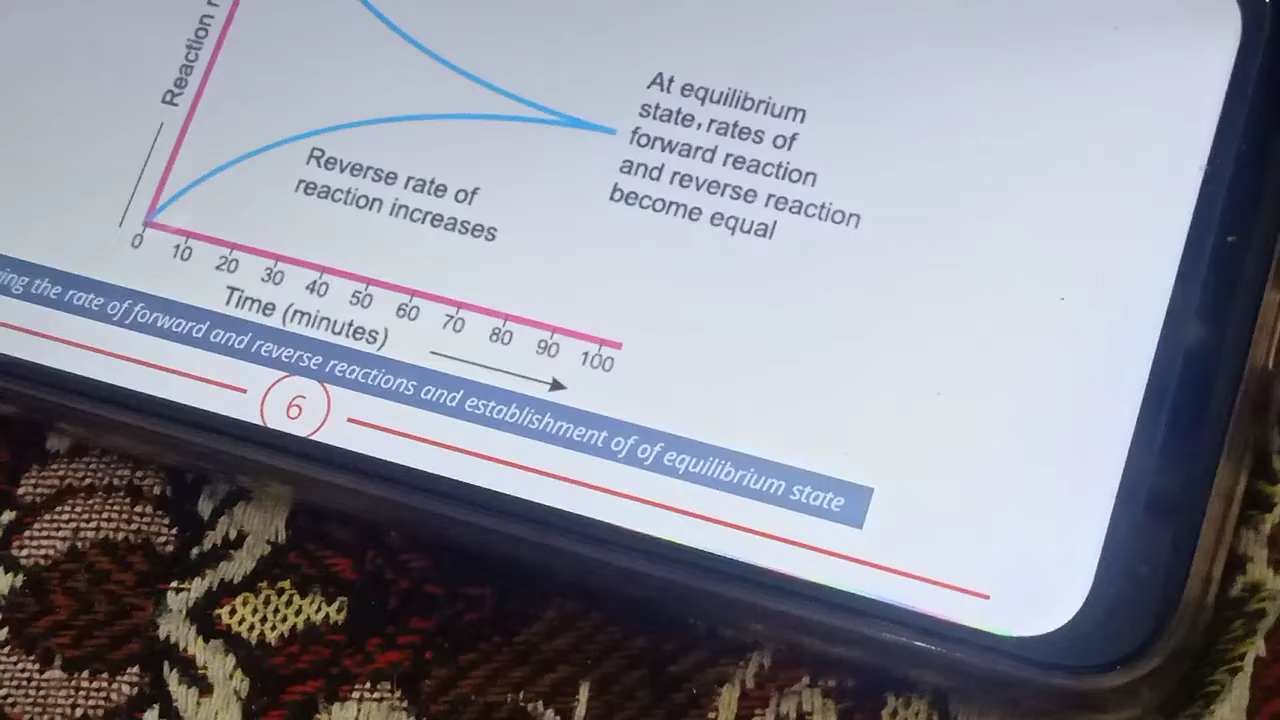 Reaction r
At equilibrium
state, rates of
forward reaction
and reverse reaction
become equal
Reverse rate of
reaction increases
0 10 20 30 40 50 60 70 80 90 100
Time (minutes)
the rate of forward and reverse reactions and establishment of of equilibrium state
6